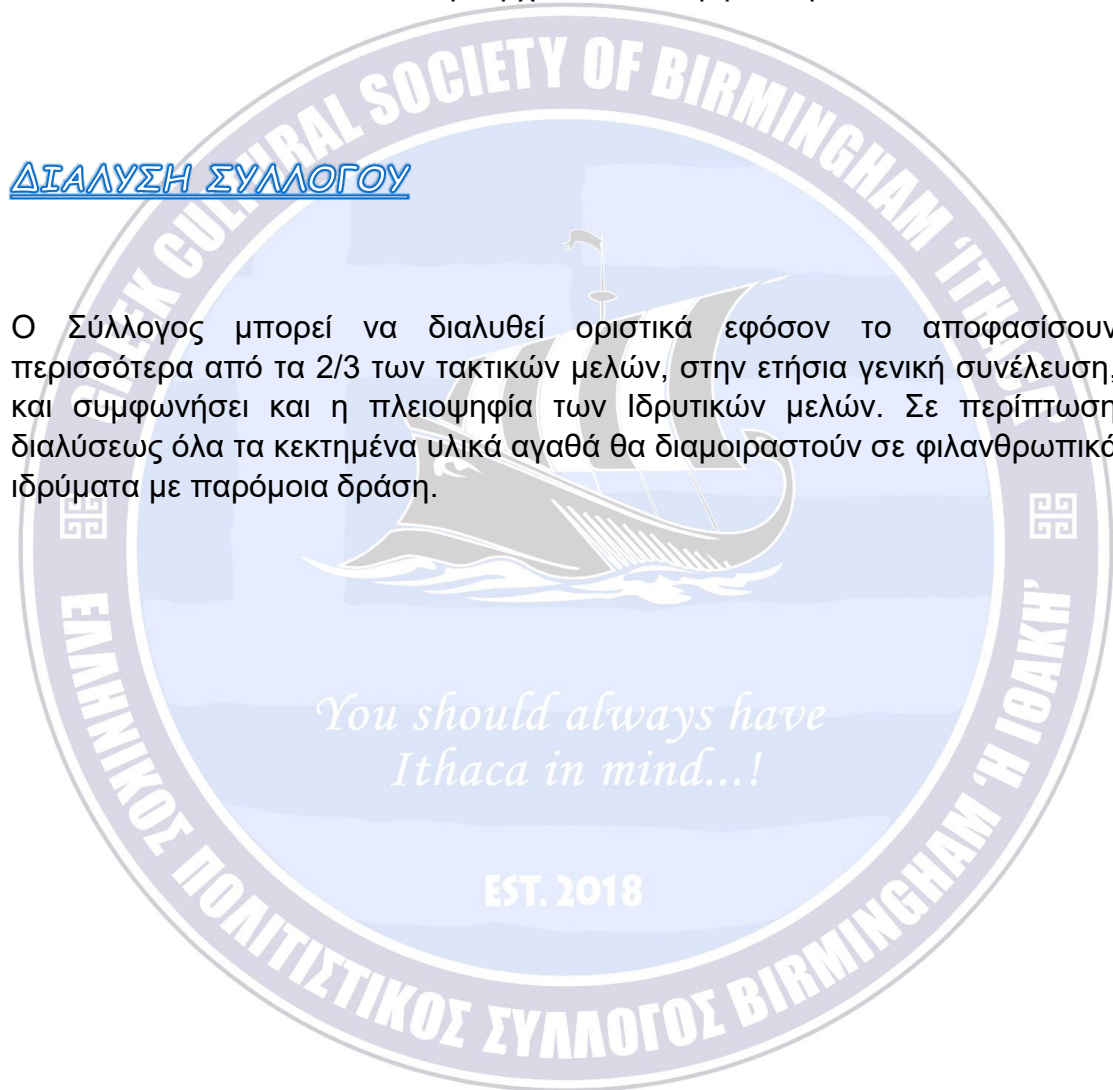 ΔΙΑΛΥΣΗ ΣΥΛΛΟΓΟΥ
Ο Σύλλογος μπορεί να διαλυθεί οριστικά εφόσον το αποφασίσουν
περισσότερα από τα 2/3 των τακτικών μελών, στην ετήσια γενική συνέλευση,
και συμφωνήσει και η πλειοψηφία των Ιδρυτικών μελών. Σε περίπτωση
διαλύσεως όλα τα κεκτημένα υλικά αγαθά θα διαμοιραστούν σε φιλανθρωπικά
ιδρύματα με παρόμοια δράση.
GREEK CULTURAL SOCIETY OF BIRMINGHAM 'ITHACA'
You should always have
Ithaca in mind...!
EST. 2018
ΕΛΛΗΝΙΚΟΣ ΠΟΛΙΤΙΣΤΙΚΟΣ ΣΥΛΛΟΓΟΣ BIRMINGHAM 'Η ΙΘΑΚΗ'